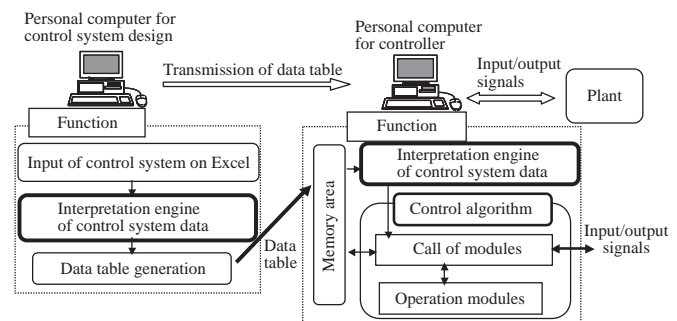 Personal computer for
control system design
Transmission of data table
Personal computer
for controller
Input/output
signals
Plant
Function
Input of control system on Excel
Interpretation engine
of control system data
Data table generation
Data
table
Function
Memory area
Interpretation engine
of control system data
Control algorithm
Call of modules
Operation modules
Input/output
signals